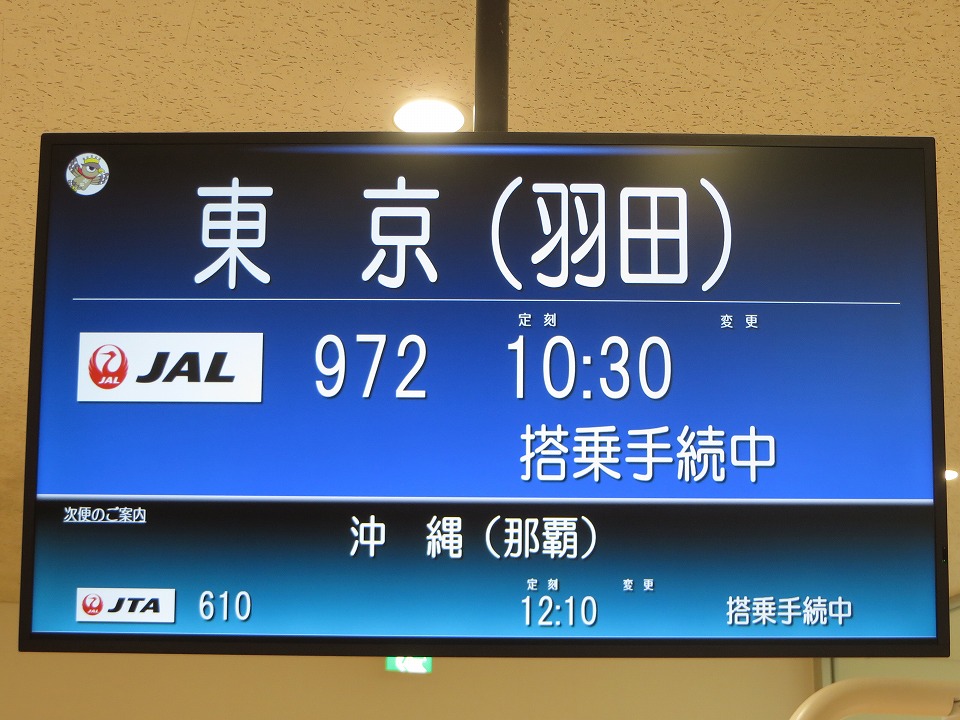 東 京(羽田)
定刻 変更
JAL JAL 972 10:30
搭乗手続中
次便のご案内
沖 縄(那覇)
定刻 変更
JAL JTA 610 12:10 搭乗手続中